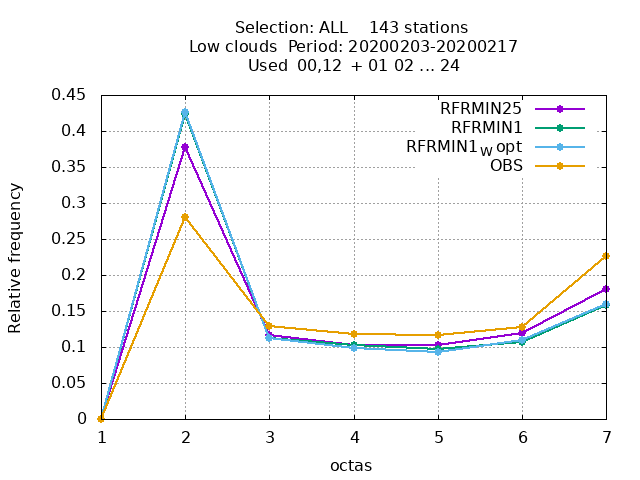 Selection: ALL    143 stations
Low clouds  Period: 20200203-20200217
Used  00,12  + 01 02 ... 24
RFRMIN25
RFRMIN1
RFRMIN1W opt
OBS
Relative frequency
0.45
0.4
0.35
0.3
0.25
0.2
0.15
0.1
0.05
0
1 2 3 4 5 6 7
octas